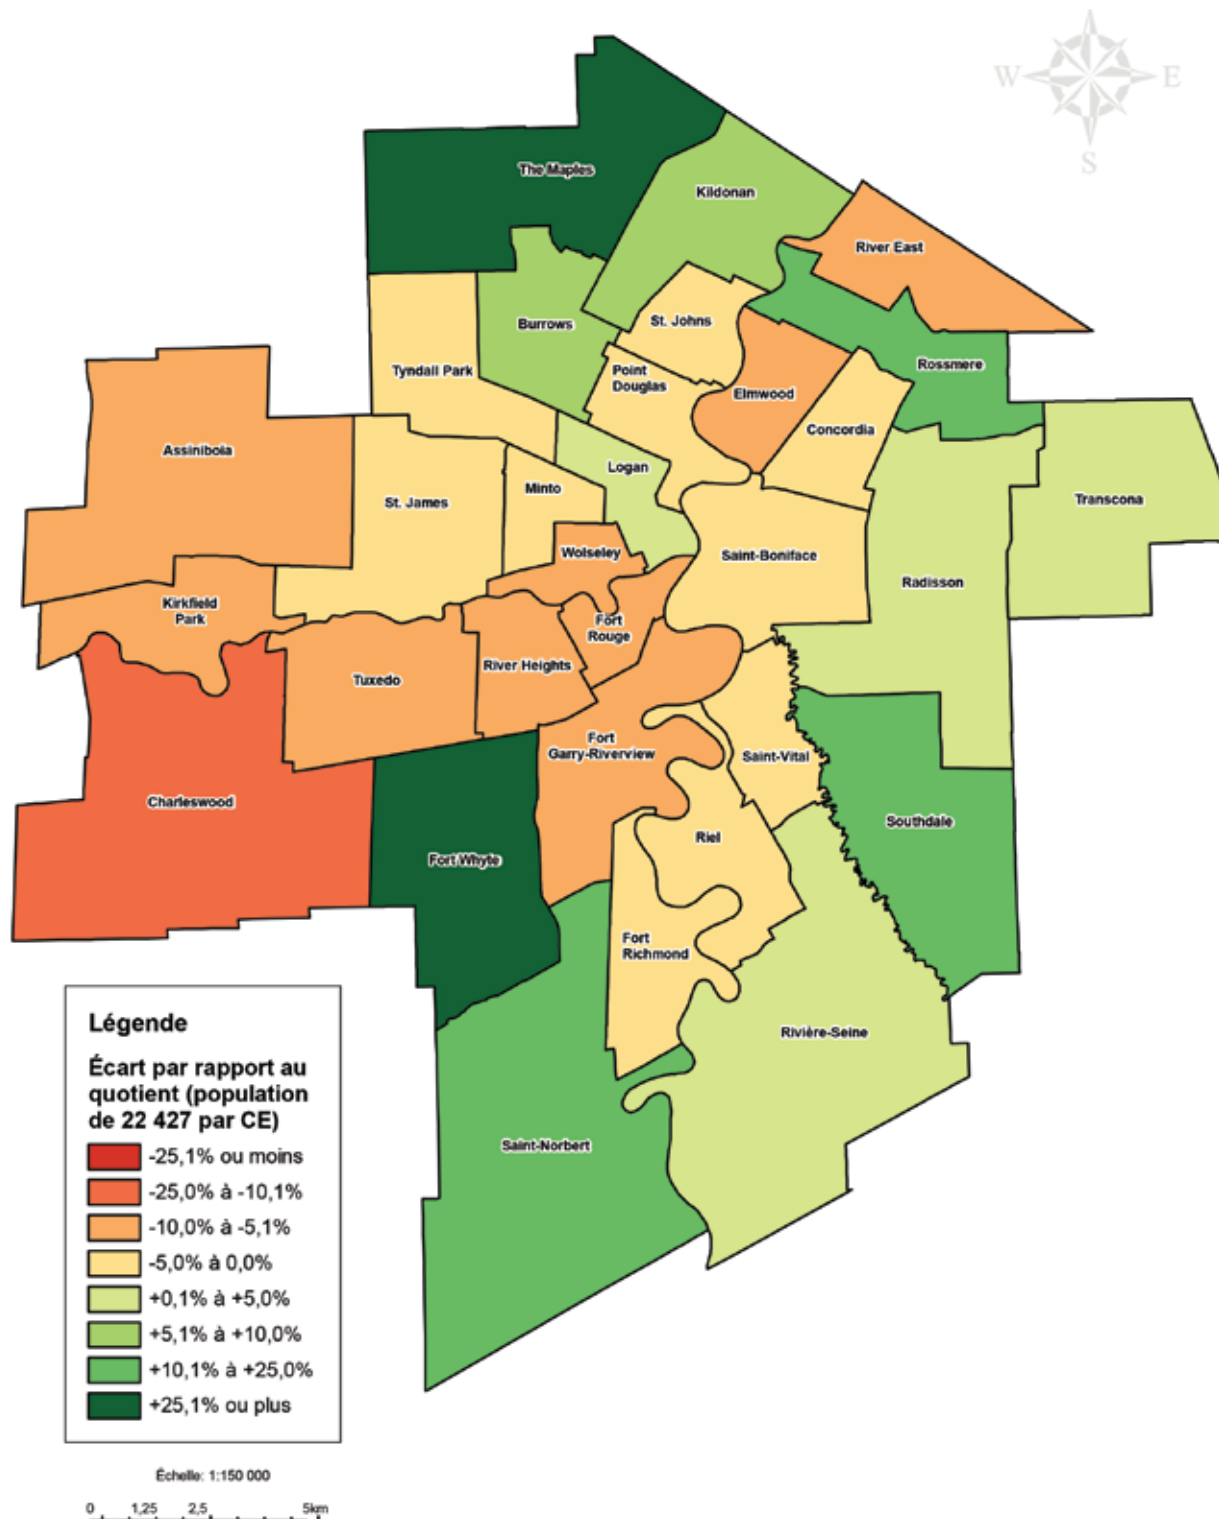 W
E
S
The Maples
Kildonan
River East
Burrows
St. Johns
Rossmere
Tyndall Park
Point
Douglas
Elmwood
Concordia
Assiniboia
Logan
St. James
Minto
Transcona
Wolseley
Saint-Boniface
Radisson
Kirkfield
Park
Fort
Rouge
Tuxedo
River Heights
Fort
Garry-Riverview
Saint-Vital
Charleswood
Southdale
Fort Whyte
Riel
Fort
Richmond
Rivière-Seine
Saint-Norbert
Légende
Écart par rapport au
quotient (population
de 22 427 par CE)
-25,1% ou moins
-25,0% à -10,1%
-10,0% à -5,1%
-5,0% à 0,0%
+0,1% à +5,0%
+5,1% à +10,0%
+10,1% à +25,0%
+25,1% ou plus
Échelle: 1:150 000
0 1,25 2,5 5km